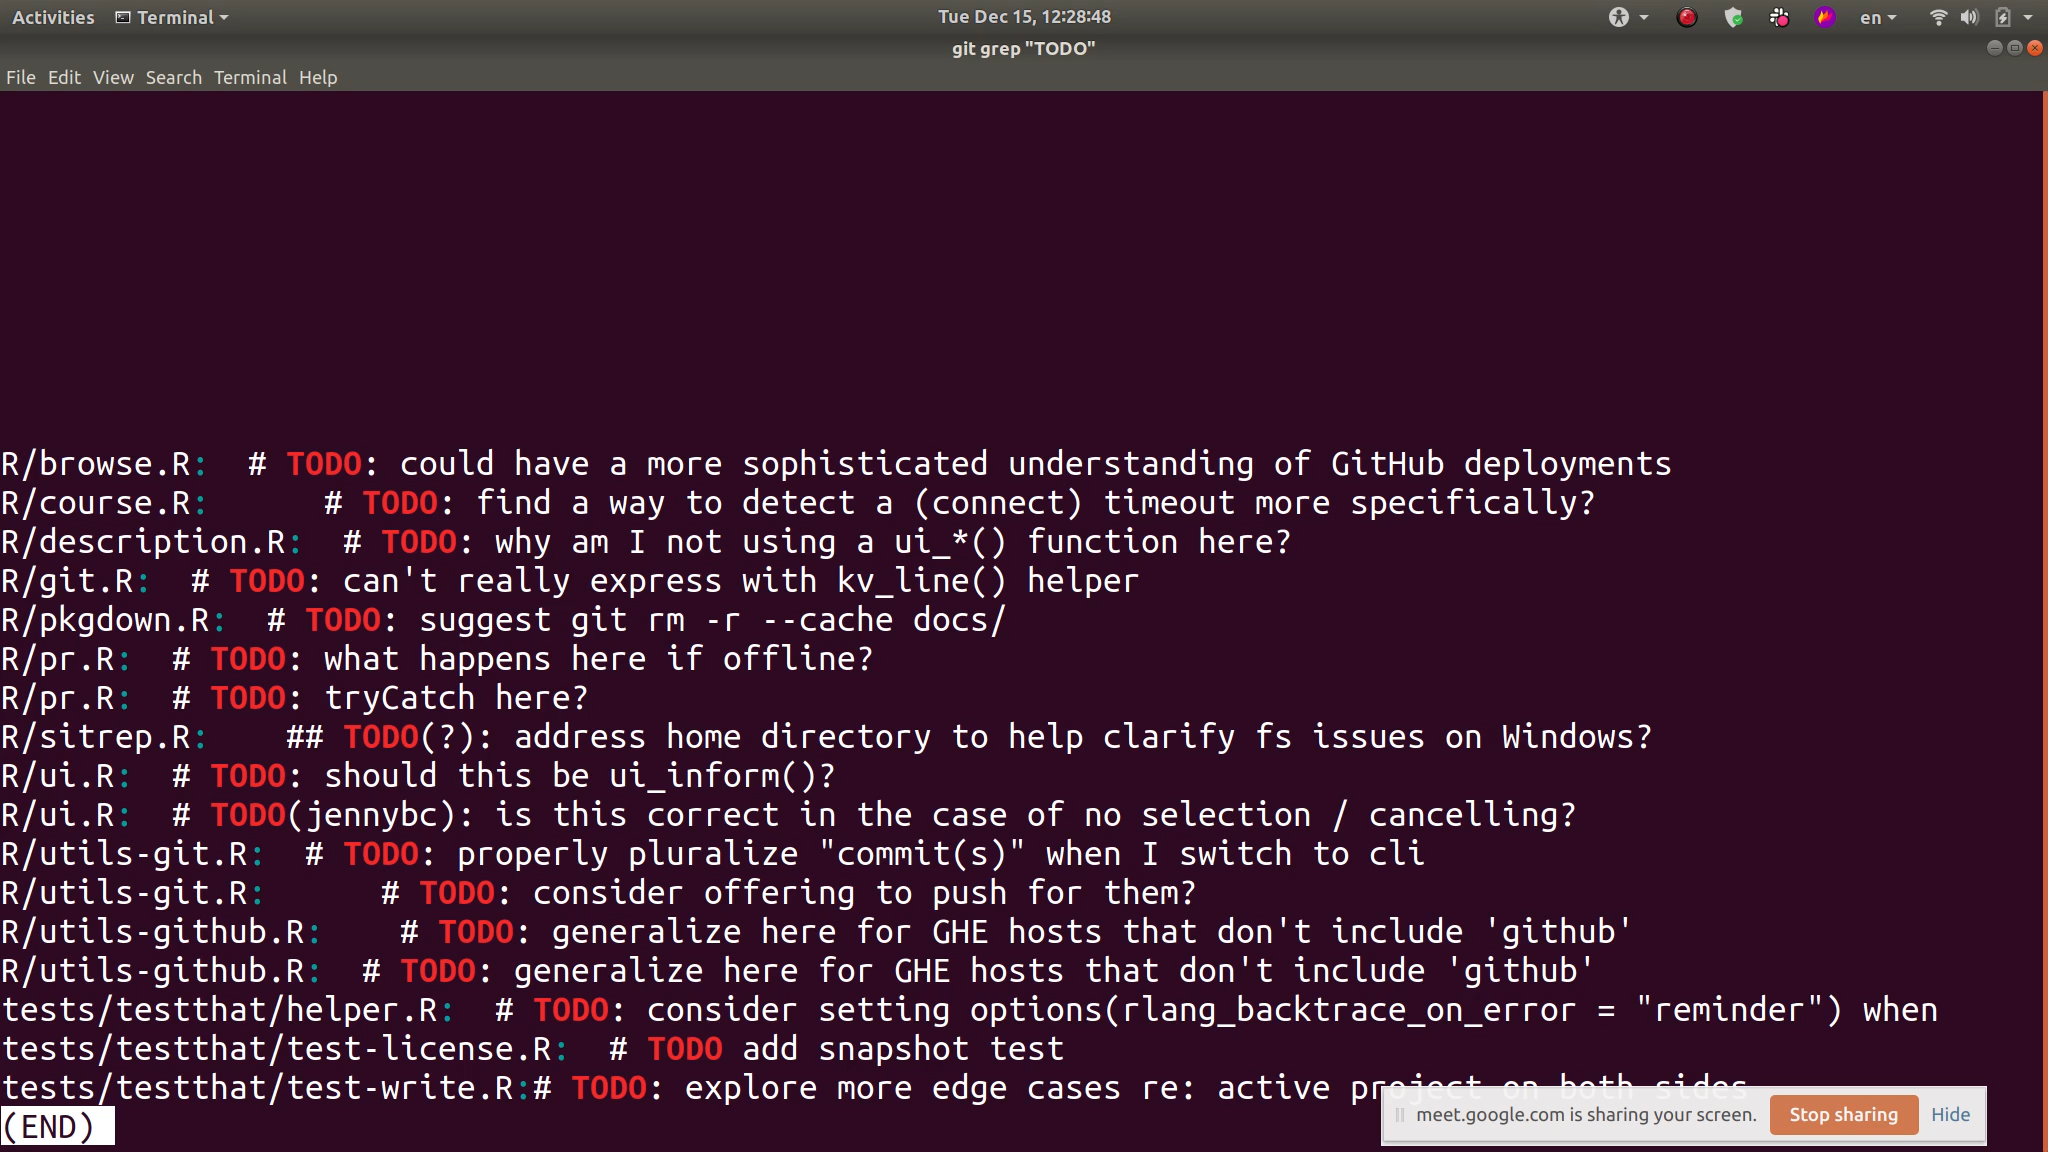 Activities Terminal Tue Dec 15, 12:28:48 en
git grep "TODO"
File Edit View Search Terminal Help
R/browse.R:  # TODO: could have a more sophisticated understanding of GitHub deployments
R/course.R:      # TODO: find a way to detect a (connect) timeout more specifically?
R/description.R:  # TODO: why am I not using a ui_*() function here?
R/git.R:  # TODO: can't really express with kv_line() helper
R/pkgdown.R:  # TODO: suggest git rm -r --cache docs/
R/pr.R:  # TODO: what happens here if offline?
R/pr.R:  # TODO: tryCatch here?
R/sitrep.R:    ## TODO(?): address home directory to help clarify fs issues on Windows?
R/ui.R:  # TODO: should this be ui_inform()?
R/ui.R:  # TODO(jennybc): is this correct in the case of no selection / cancelling?
R/utils-git.R:  # TODO: properly pluralize "commit(s)" when I switch to cli
R/utils-git.R:      # TODO: consider offering to push for them?
R/utils-github.R:    # TODO: generalize here for GHE hosts that don't include 'github'
R/utils-github.R:  # TODO: generalize here for GHE hosts that don't include 'github'
tests/testthat/helper.R:  # TODO: consider setting options(rlang_backtrace_on_error = "reminder") when
tests/testthat/test-license.R:  # TODO add snapshot test
tests/testthat/test-write.R:# TODO: explore more edge cases re: active project on both sides
(END)
meet.google.com is sharing your screen. Stop sharing Hide